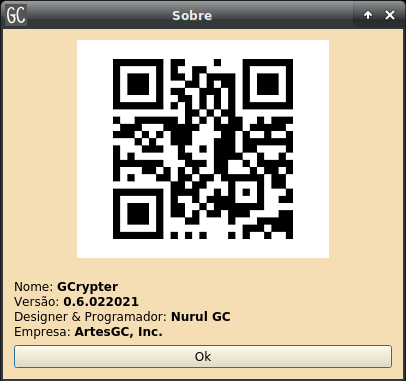 GC
Sobre
Nome: GCrypter
Versão: 0.6.022021
Designer & Programador: Nurul GC
Empresa: ArtesGC, Inc.
Ok